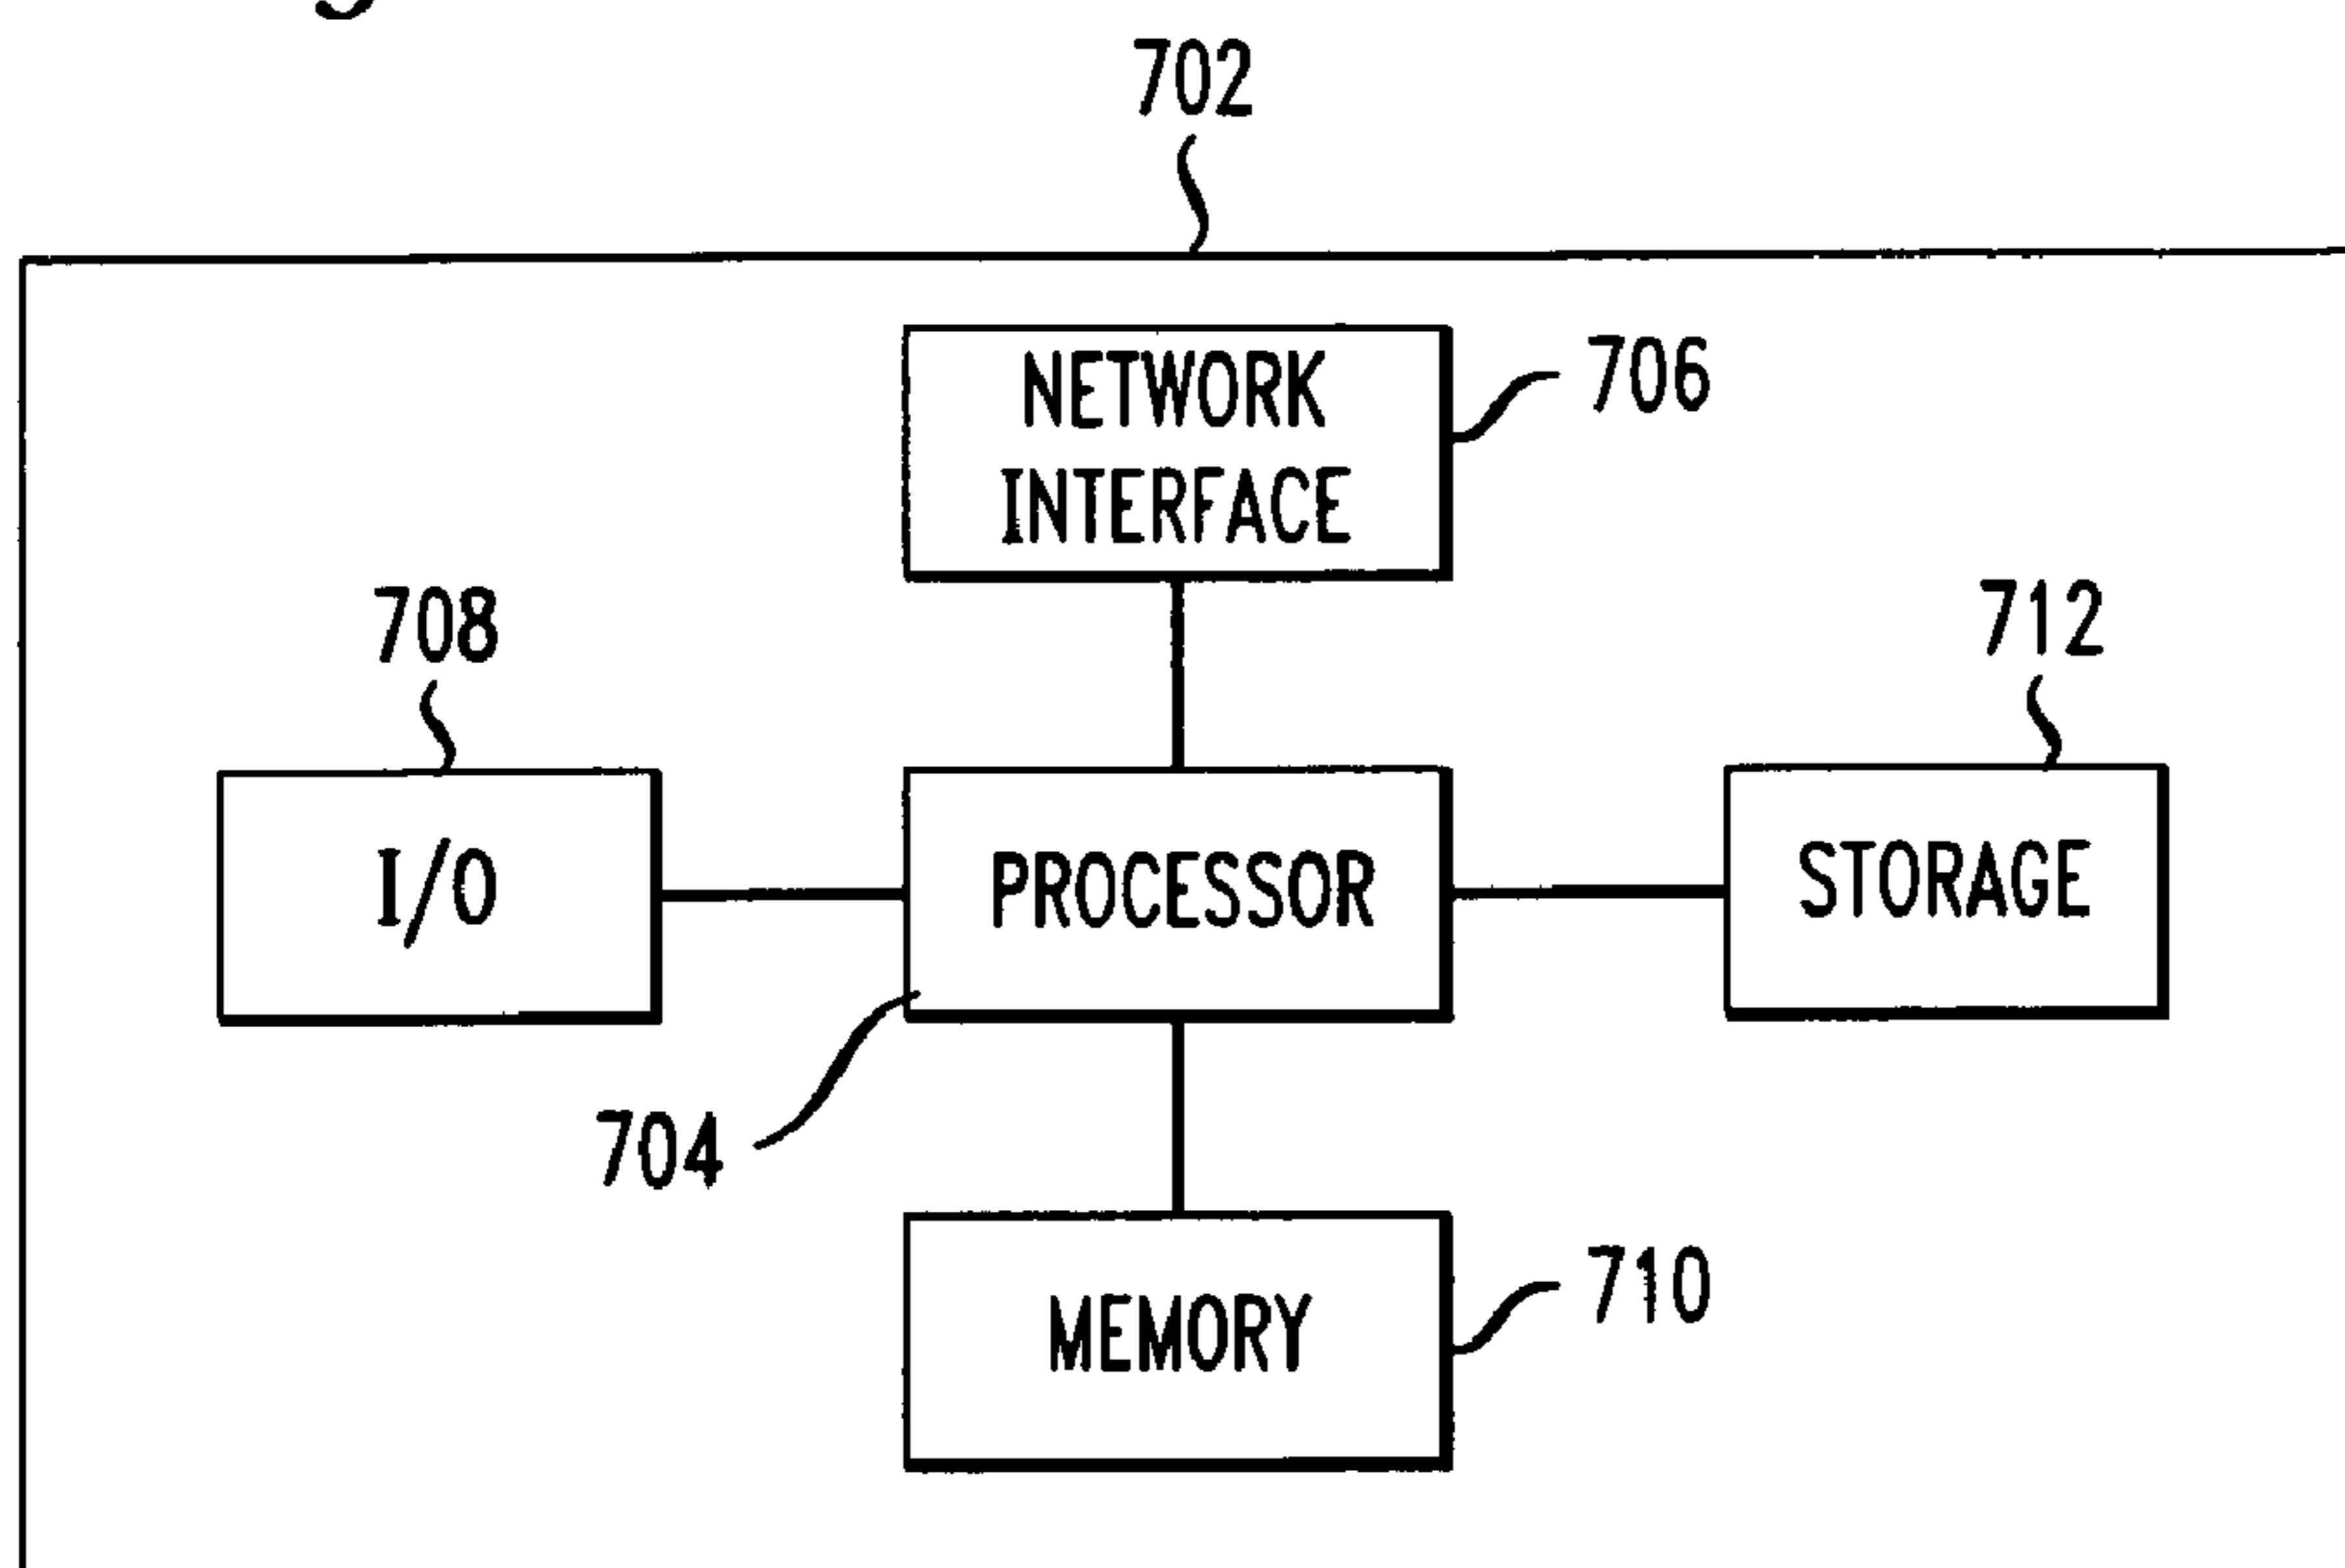 702
NETWORK
INTERFACE
706
708
712
I/O
PROCESSOR
STORAGE
704
MEMORY
710